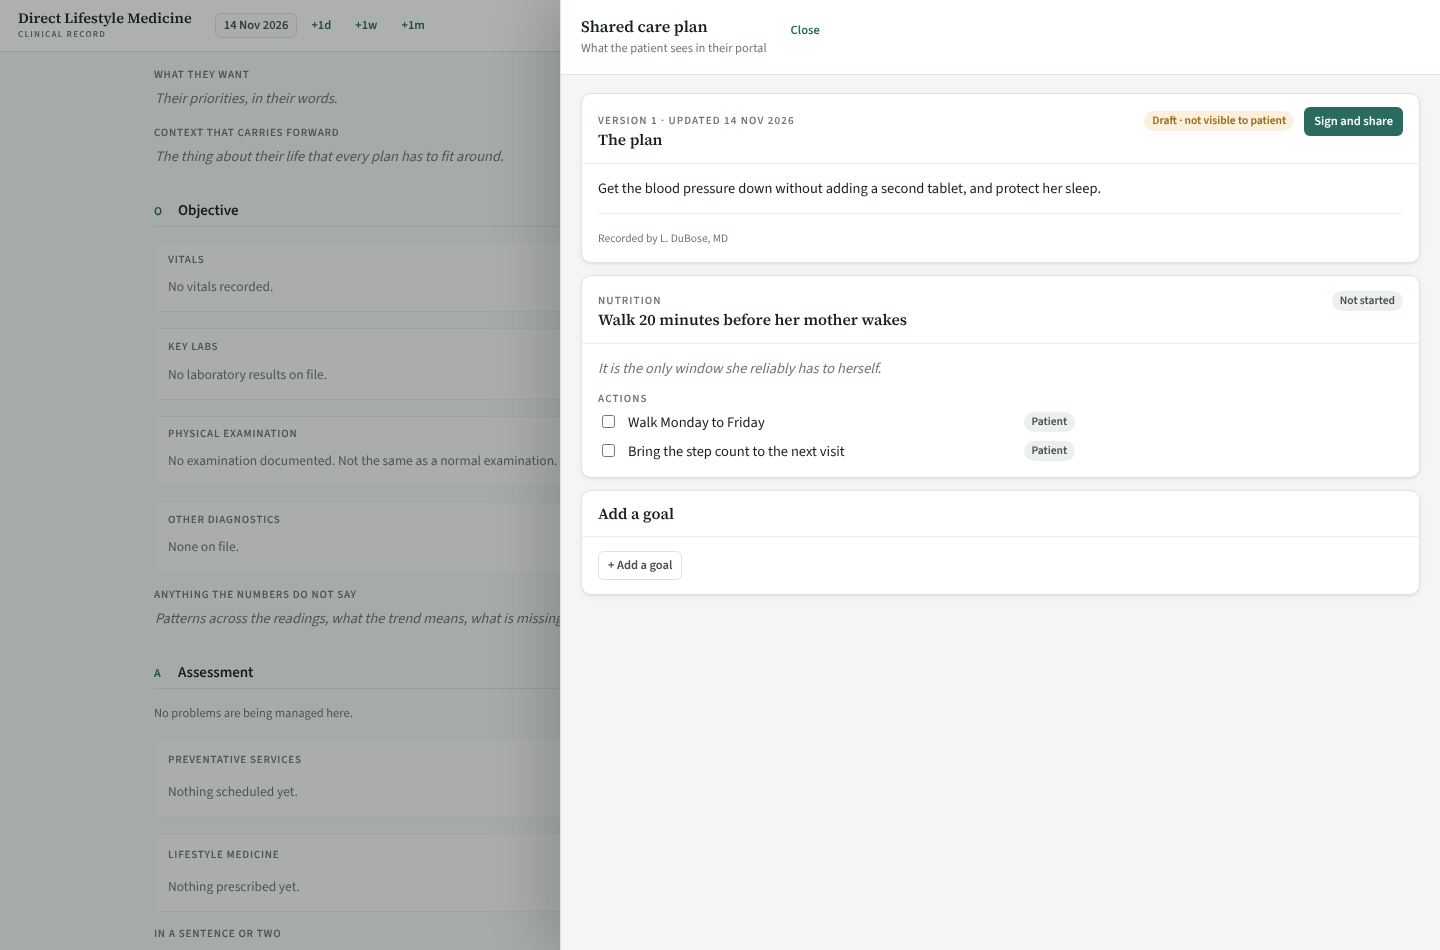 Direct Lifestyle Medicine
CLINICAL RECORD
14 Nov 2026
+1d
+1w
+1m
WHAT THEY WANT
Their priorities, in their words.
CONTEXT THAT CARRIES FORWARD
The thing about their life that every plan has to fit around.
O Objective
VITALS
No vitals recorded.
KEY LABS
No laboratory results on file.
PHYSICAL EXAMINATION
No examination documented. Not the same as a normal examination.
OTHER DIAGNOSTICS
None on file.
ANYTHING THE NUMBERS DO NOT SAY
Patterns across the readings, what the trend means, what is missing
A Assessment
No problems are being managed here.
PREVENTATIVE SERVICES
Nothing scheduled yet.
LIFESTYLE MEDICINE
Nothing prescribed yet.
IN A SENTENCE OR TWO
Shared care plan
What the patient sees in their portal
Close
VERSION 1 · UPDATED 14 NOV 2026
The plan
Draft · not visible to patient
Sign and share
Get the blood pressure down without adding a second tablet, and protect her sleep.
Recorded by L. DuBose, MD
NUTRITION
Walk 20 minutes before her mother wakes
Not started
It is the only window she reliably has to herself.
ACTIONS
Walk Monday to Friday
Patient
Bring the step count to the next visit
Patient
Add a goal
+ Add a goal